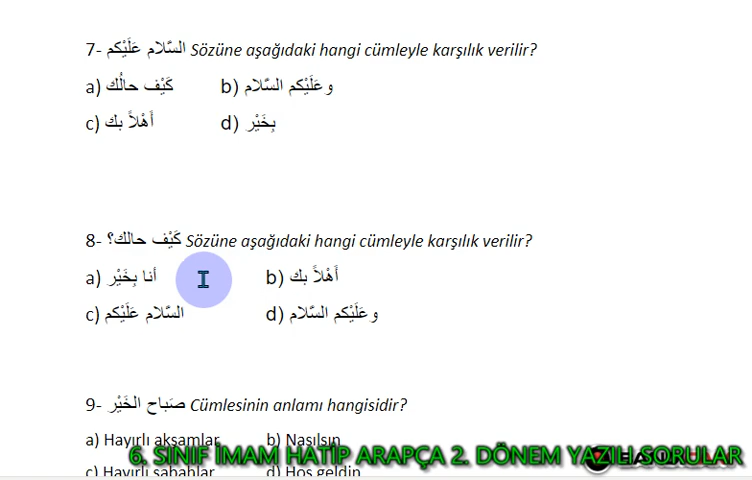 7- السَّلام عَلَيْكم Sözüne aşağıdaki hangi cümleyle karşılık verilir?
a) كَيْف حالُك b) وعَلَيْكم السَّلام
c) أَهْلاً بك d) بِخَيْر
8- كَيْف حالك؟ Sözüne aşağıdaki hangi cümleyle karşılık verilir?
a) أنا بِخَيْر b) أَهْلاً بك
c) السَّلام عَلَيْكم d) وعَلَيْكم السَّلام
9- صَباح الخَيْر Cümlesinin anlamı hangisidir?
a) Hayırlı akşamlar b) Nasılsın
6. SINIF İMAM HATİP ARAPÇA 2. DÖNEM YAZILI SORULAR
c) Hayırlı sabahlar d) Hoş geldin